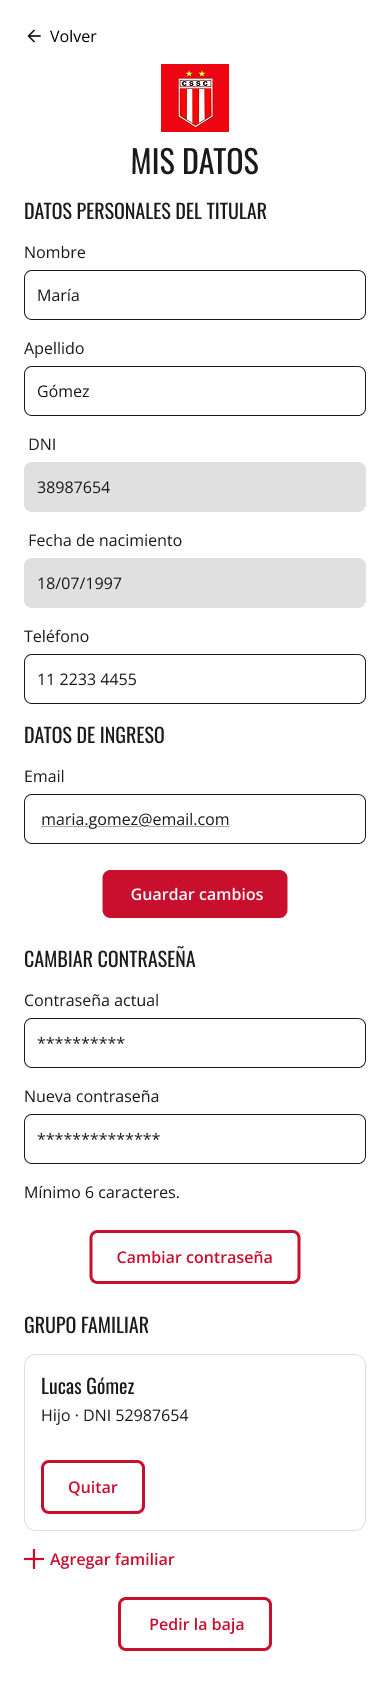 Volver
CSSC
MIS DATOS
DATOS PERSONALES DEL TITULAR
Nombre
María
Apellido
Gómez
DNI
38987654
Fecha de nacimiento
18/07/1997
Teléfono
11 2233 4455
DATOS DE INGRESO
Email
maria.gomez@email.com
Guardar cambios
CAMBIAR CONTRASEÑA
Contraseña actual
**********
Nueva contraseña
**************
Mínimo 6 caracteres.
Cambiar contraseña
GRUPO FAMILIAR
Lucas Gómez
Hijo · DNI 52987654
Quitar
Agregar familiar
Pedir la baja